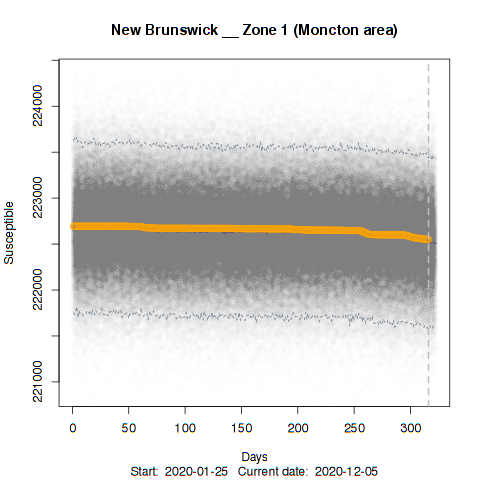 New Brunswick __ Zone 1 (Moncton area)
224000
223000
222000
221000
Susceptible
0 50 100 150 200 250 300
Days
Start: 2020-01-25 Current date: 2020-12-05